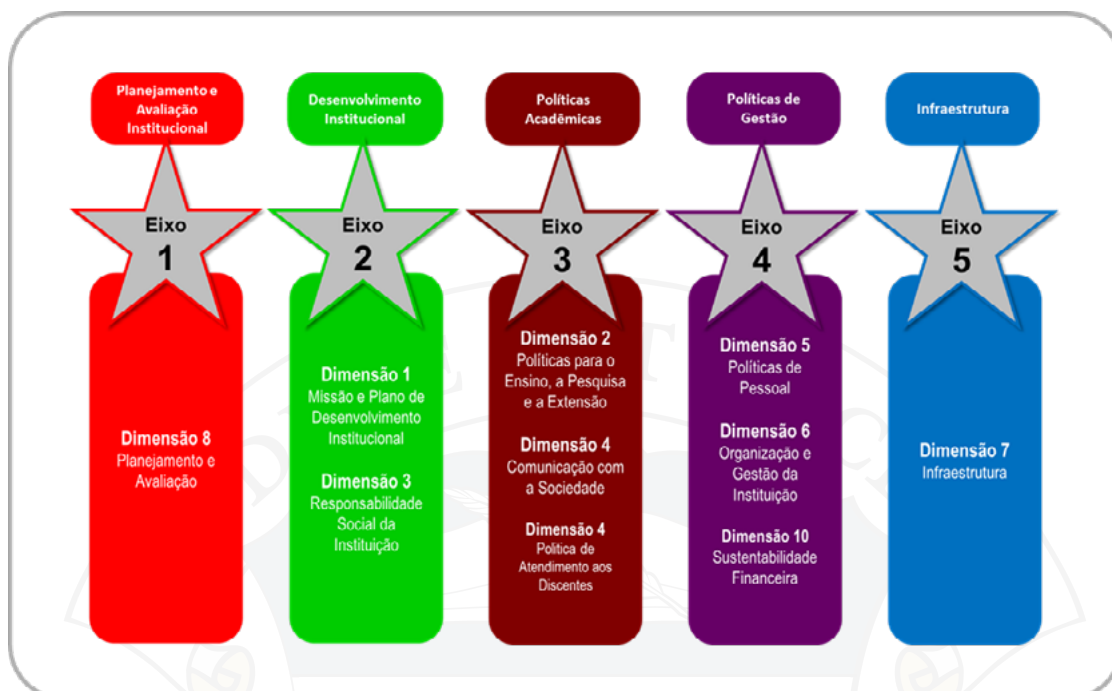 Planejamento e
Avaliação
Institucional
Eixo
1
Dimensão 8
Planejamento e
Avaliação
Desenvolvimento
Institucional
Eixo
2
Dimensão 1
Missão e Plano de
Desenvolvimento
Institucional
Dimensão 3
Responsabilidade
Social da
Instituição
Políticas
Acadêmicas
Eixo
3
Dimensão 2
Políticas para o
Ensino, a Pesquisa
e a Extensão
Dimensão 4
Comunicação com
a Sociedade
Dimensão 4
Politica de
Atendimento aos
Discentes
Políticas de
Gestão
Eixo
4
Dimensão 5
Políticas de
Pessoal
Dimensão 6
Organização e
Gestão da
Instituição
Dimensão 10
Sustentabilidade
Financeira
Infraestrutura
Eixo
5
Dimensão 7
Infraestrutura